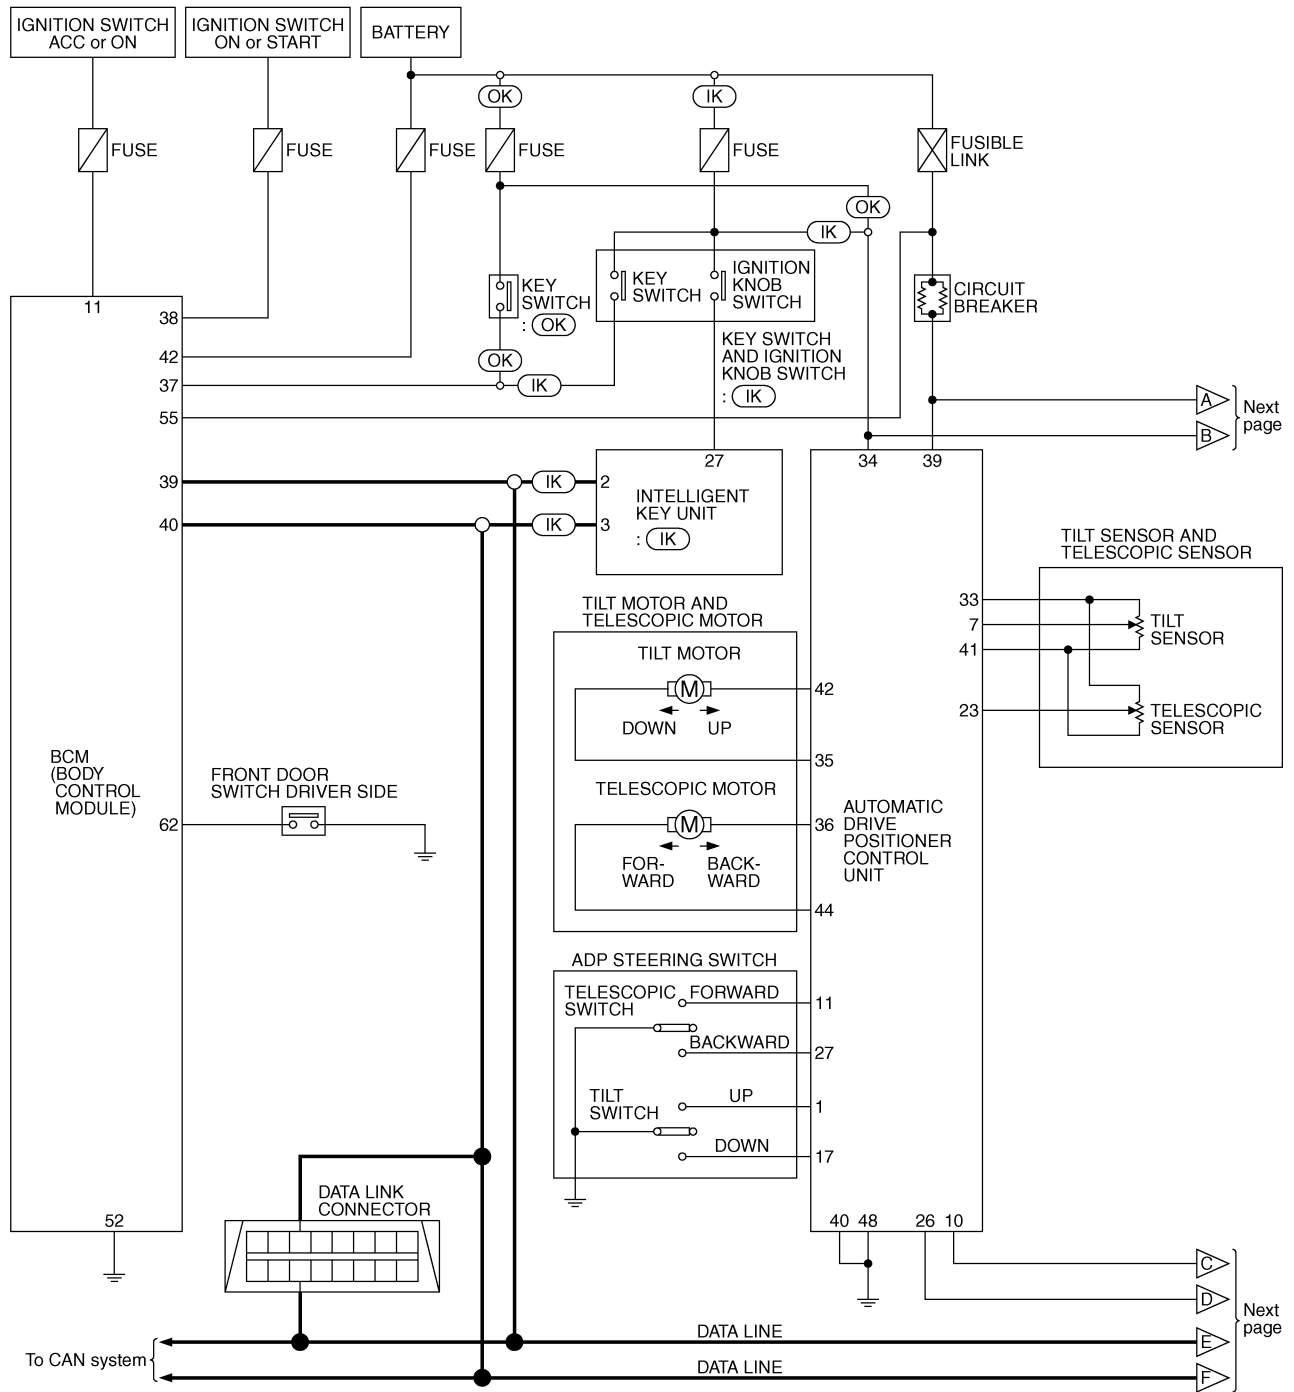 IGNITION SWITCH
ACC or ON
IGNITION SWITCH
ON or START
BATTERY
OK
IK
FUSE
FUSE
FUSE
FUSE
FUSE
FUSIBLE
LINK
OK
IK
KEY
SWITCH
: OK
KEY
SWITCH
IGNITION
KNOB
SWITCH
CIRCUIT
BREAKER
11
38
42
37
55
39
40
OK
IK
KEY SWITCH
AND IGNITION
KNOB SWITCH
: IK
A
B
Next
page
27
34
39
IK
2
IK
3
INTELLIGENT
KEY UNIT
: IK
TILT SENSOR AND
TELESCOPIC SENSOR
33
7
41
23
TILT
SENSOR
TELESCOPIC
SENSOR
TILT MOTOR AND
TELESCOPIC MOTOR
TILT MOTOR
M
DOWN
UP
42
35
TELESCOPIC MOTOR
M
FOR-
WARD
BACK-
WARD
36
44
AUTOMATIC
DRIVE
POSITIONER
CONTROL
UNIT
BCM
(BODY
CONTROL
MODULE)
62
FRONT DOOR
SWITCH DRIVER SIDE
ADP STEERING SWITCH
TELESCOPIC
SWITCH
FORWARD
11
BACKWARD
27
TILT
SWITCH
UP
1
DOWN
17
52
DATA LINK
CONNECTOR
40
48
26
10
C
D
E
F
Next
page
DATA LINE
DATA LINE
To CAN system